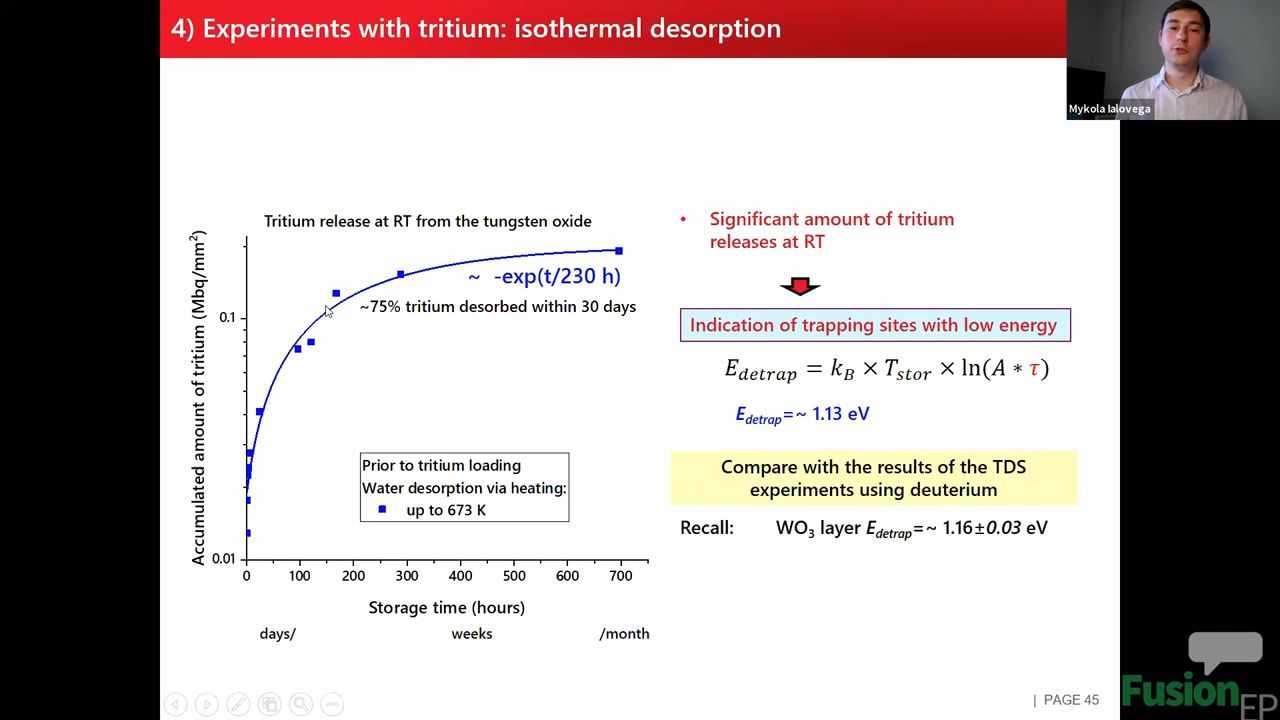 4) Experiments with tritium: isothermal desorption
Mykola Ialovega
Tritium release at RT from the tungsten oxide
Accumulated amount of tritium (Mbq/mm²)
0.1
0.01
~ -exp(t/230 h)
~75% tritium desorbed within 30 days
Prior to tritium loading
Water desorption via heating:
up to 673 K
0 100 200 300 400 500 600 700
Storage time (hours)
days/ weeks /month
• Significant amount of tritium
releases at RT
Indication of trapping sites with low energy
E_detrap = k_B × T_stor × ln(A * τ)
E_detrap=~ 1.13 eV
Compare with the results of the TDS
experiments using deuterium
Recall: WO₃ layer E_detrap=~ 1.16±0.03 eV
| PAGE 45
Fusion
EP